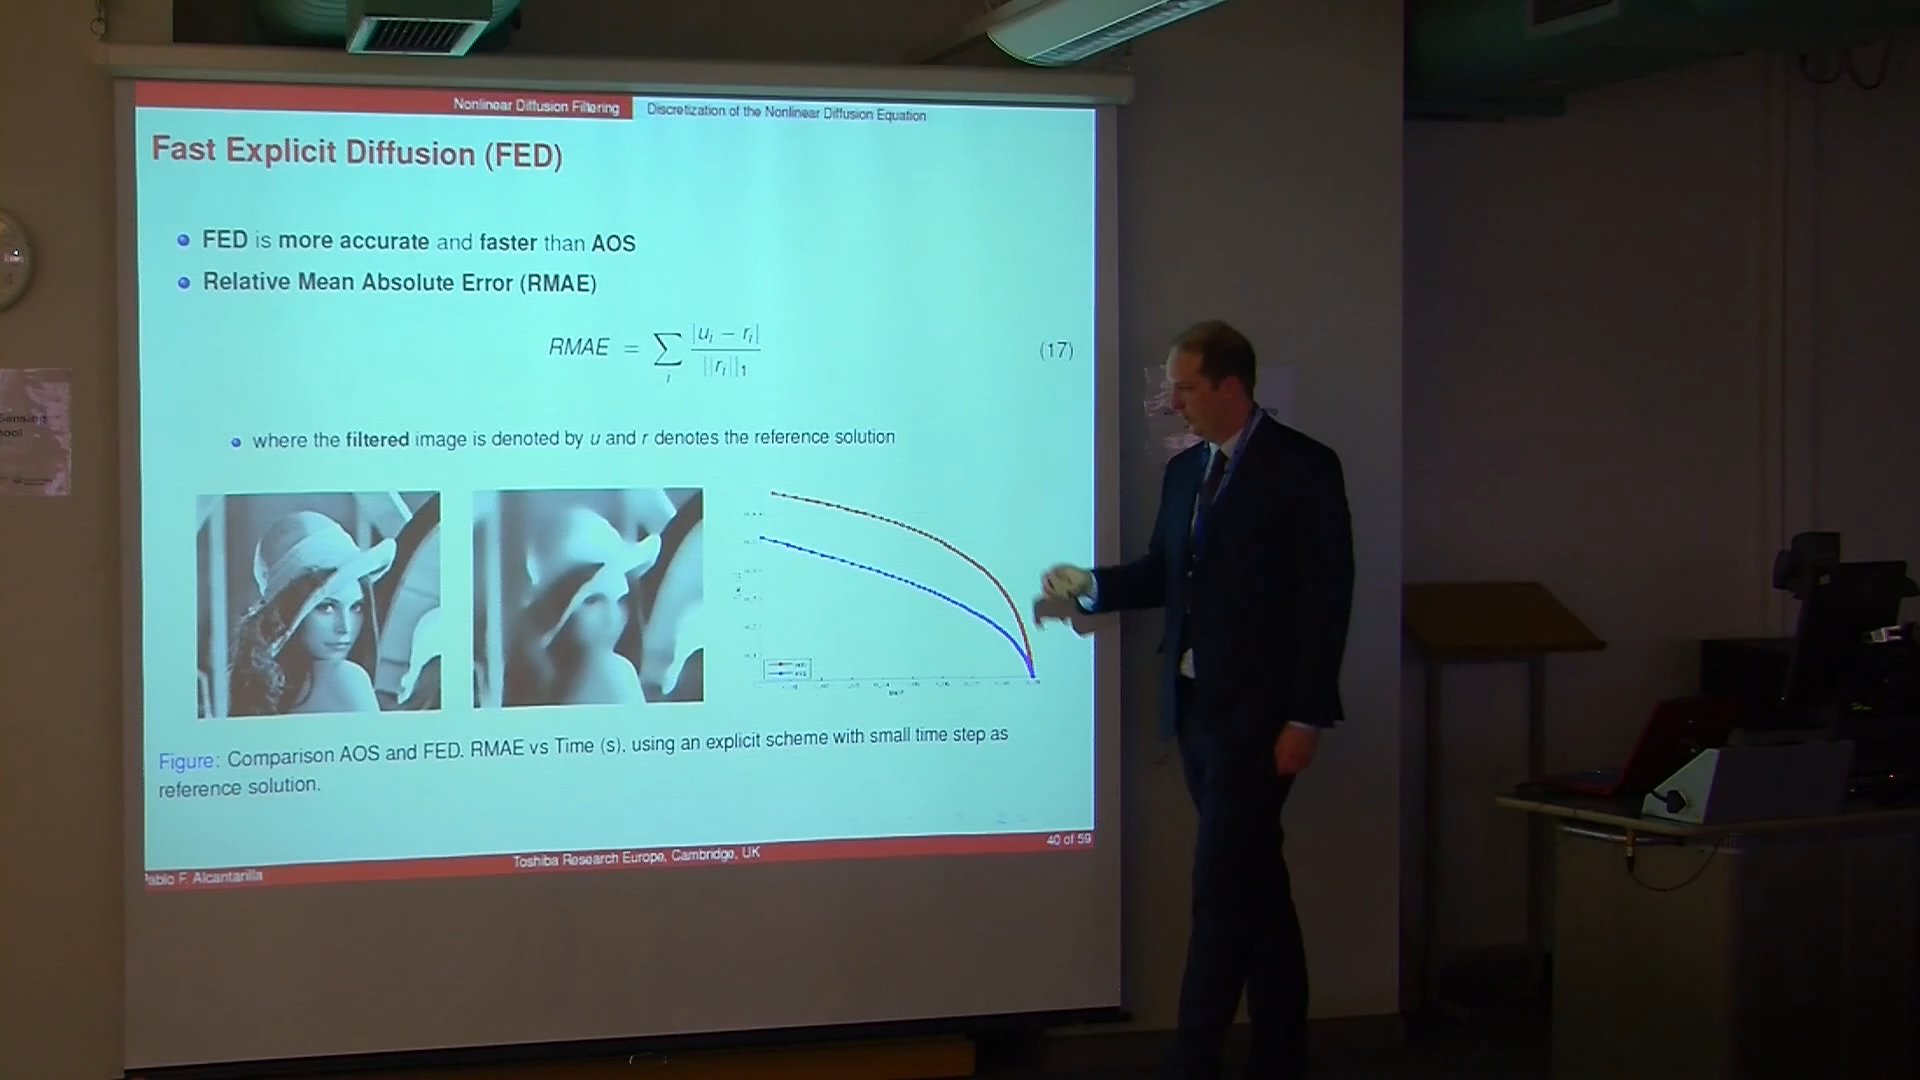 Nonlinear Diffusion Filtering
Discretization of the Nonlinear Diffusion Equation
Fast Explicit Diffusion (FED)
FED is more accurate and faster than AOS
Relative Mean Absolute Error (RMAE)
RMAE = ∑_i |u_i − r_i| / ||r_i||_1 (17)
where the filtered image is denoted by u and r denotes the reference solution
Figure: Comparison AOS and FED. RMAE vs Time (s). using an explicit scheme with small time step as
reference solution.
40 of 59
Toshiba Research Europe, Cambridge, UK
Pablo F. Alcantarilla
Sensing